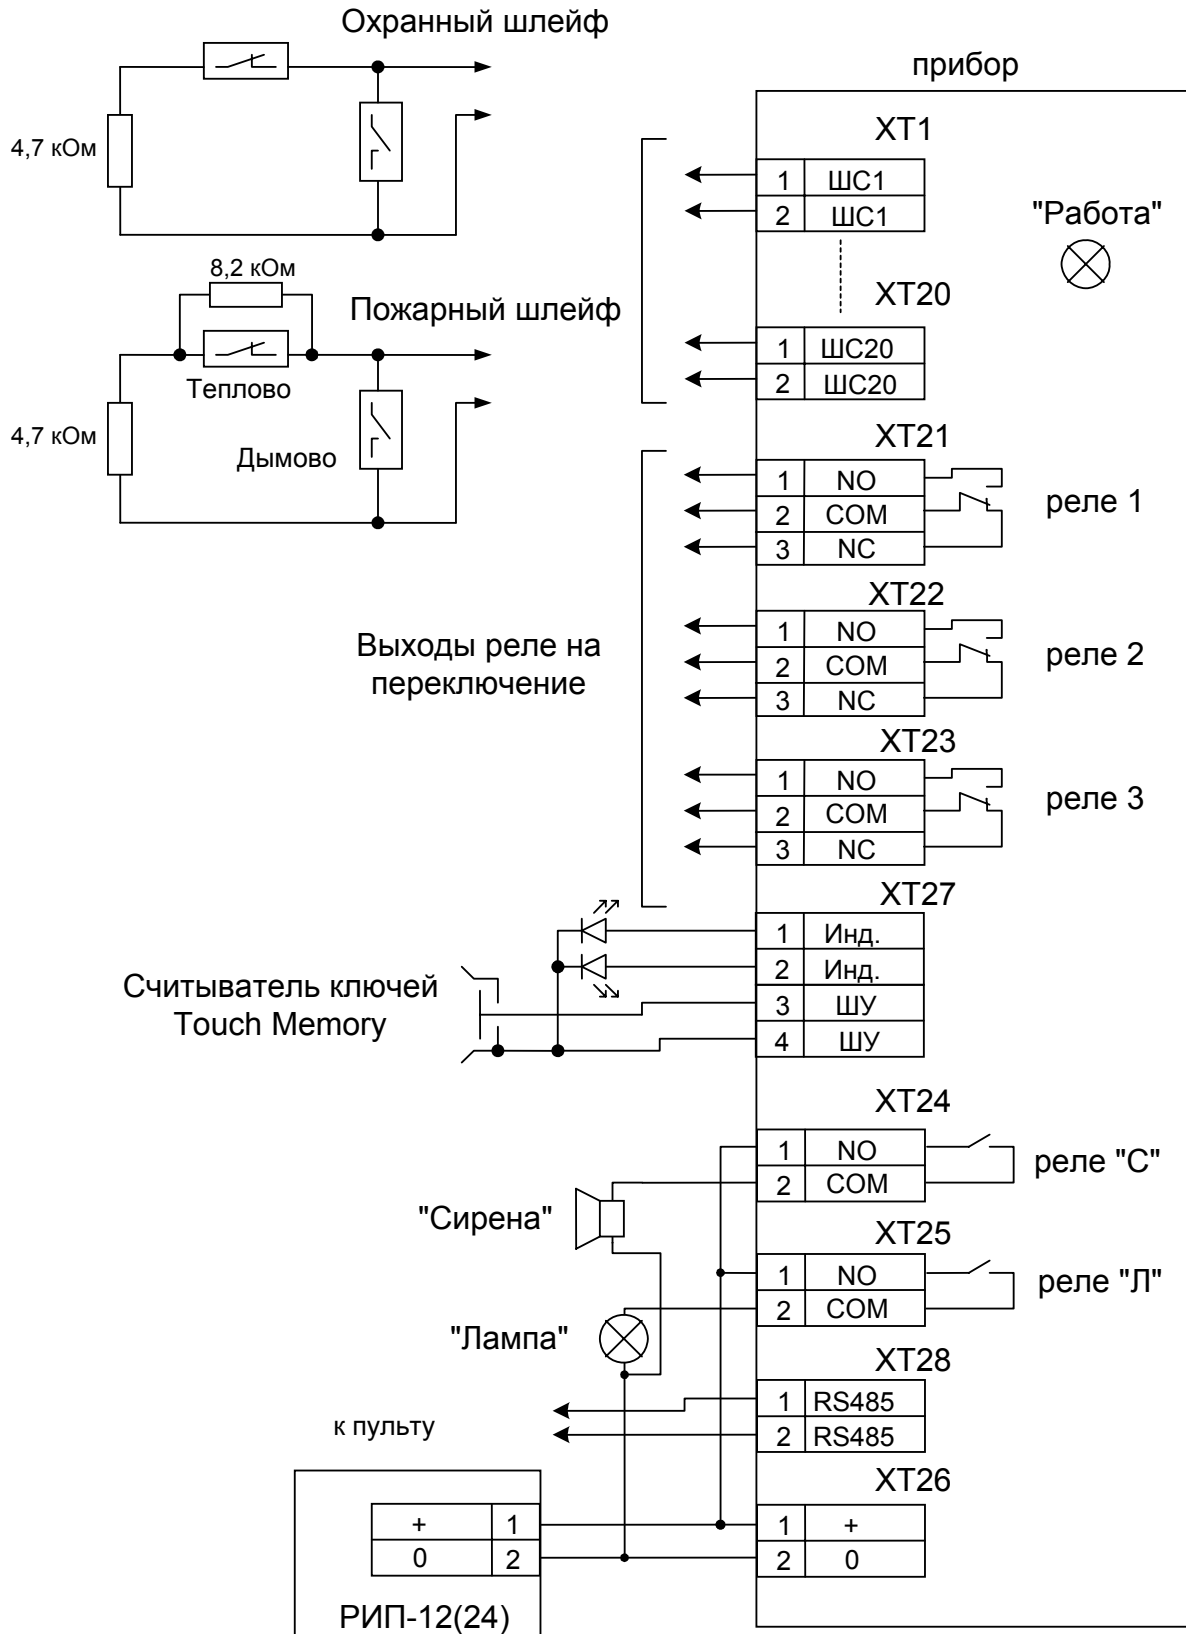 Охранный шлейф
4,7 кОм
8,2 кОм
Пожарный шлейф
Теплово
4,7 кОм
Дымово
прибор
"Работа"
XT1
1 ШС1
2 ШС1
XT20
1 ШС20
2 ШС20
XT21
1 NO
2 COM
3 NC
реле 1
XT22
1 NO
2 COM
3 NC
реле 2
Выходы реле на
переключение
XT23
1 NO
2 COM
3 NC
реле 3
XT27
1 Инд.
2 Инд.
3 ШУ
4 ШУ
Считыватель ключей
Touch Memory
XT24
1 NO
2 COM
реле "С"
"Сирена"
XT25
1 NO
2 COM
реле "Л"
"Лампа"
XT28
1 RS485
2 RS485
к пульту
XT26
1 +
2 0
+ 1
0 2
РИП-12(24)